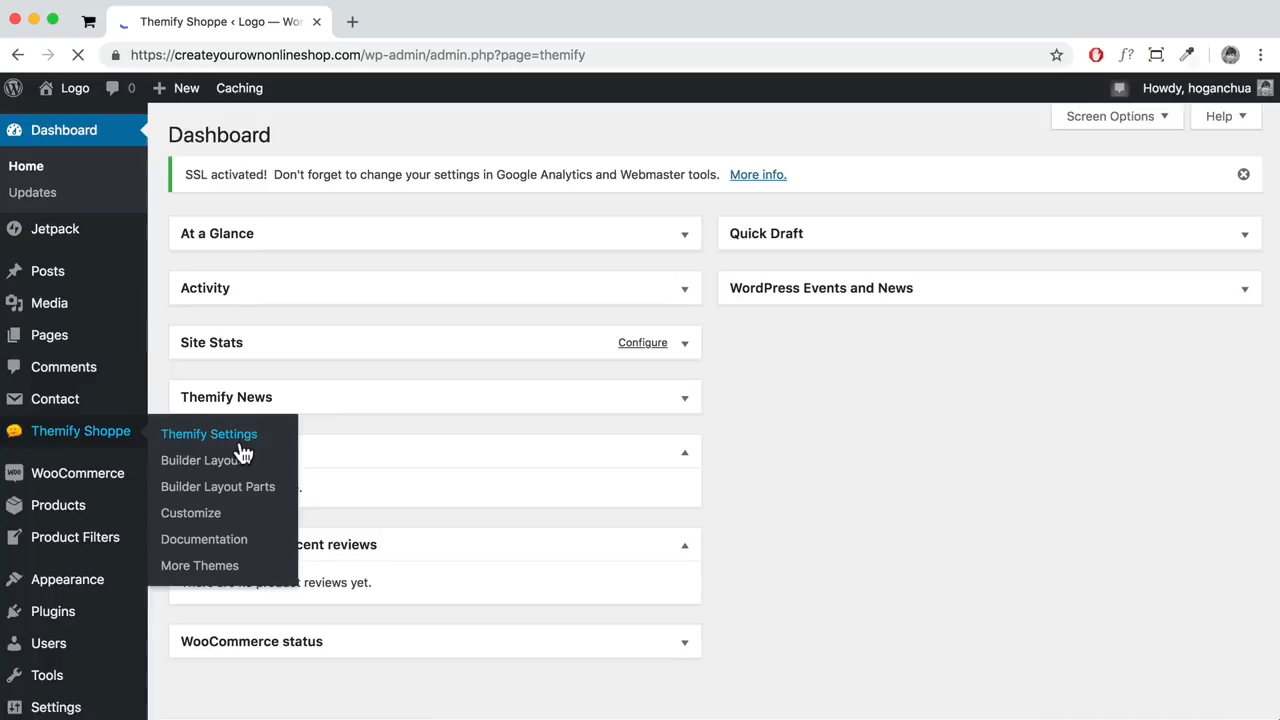 Themify Shoppe ‹ Logo — Wor
https://createyourownonlineshop.com/wp-admin/admin.php?page=themify
f?
Logo
0
New
Caching
Howdy, hoganchua
Dashboard
Home
Updates
Jetpack
Posts
Media
Pages
Comments
Contact
Themify Shoppe
WOO
WooCommerce
Products
Product Filters
Appearance
Plugins
Users
Tools
Settings
Themify Settings
Builder Layou
Builder Layout Parts
Customize
Documentation
More Themes
Dashboard
Screen Options
Help
SSL activated! Don't forget to change your settings in Google Analytics and Webmaster tools. More info.
At a Glance
Activity
Site Stats
Configure
Themify News
cent reviews
reviews yet.
WooCommerce status
Quick Draft
WordPress Events and News